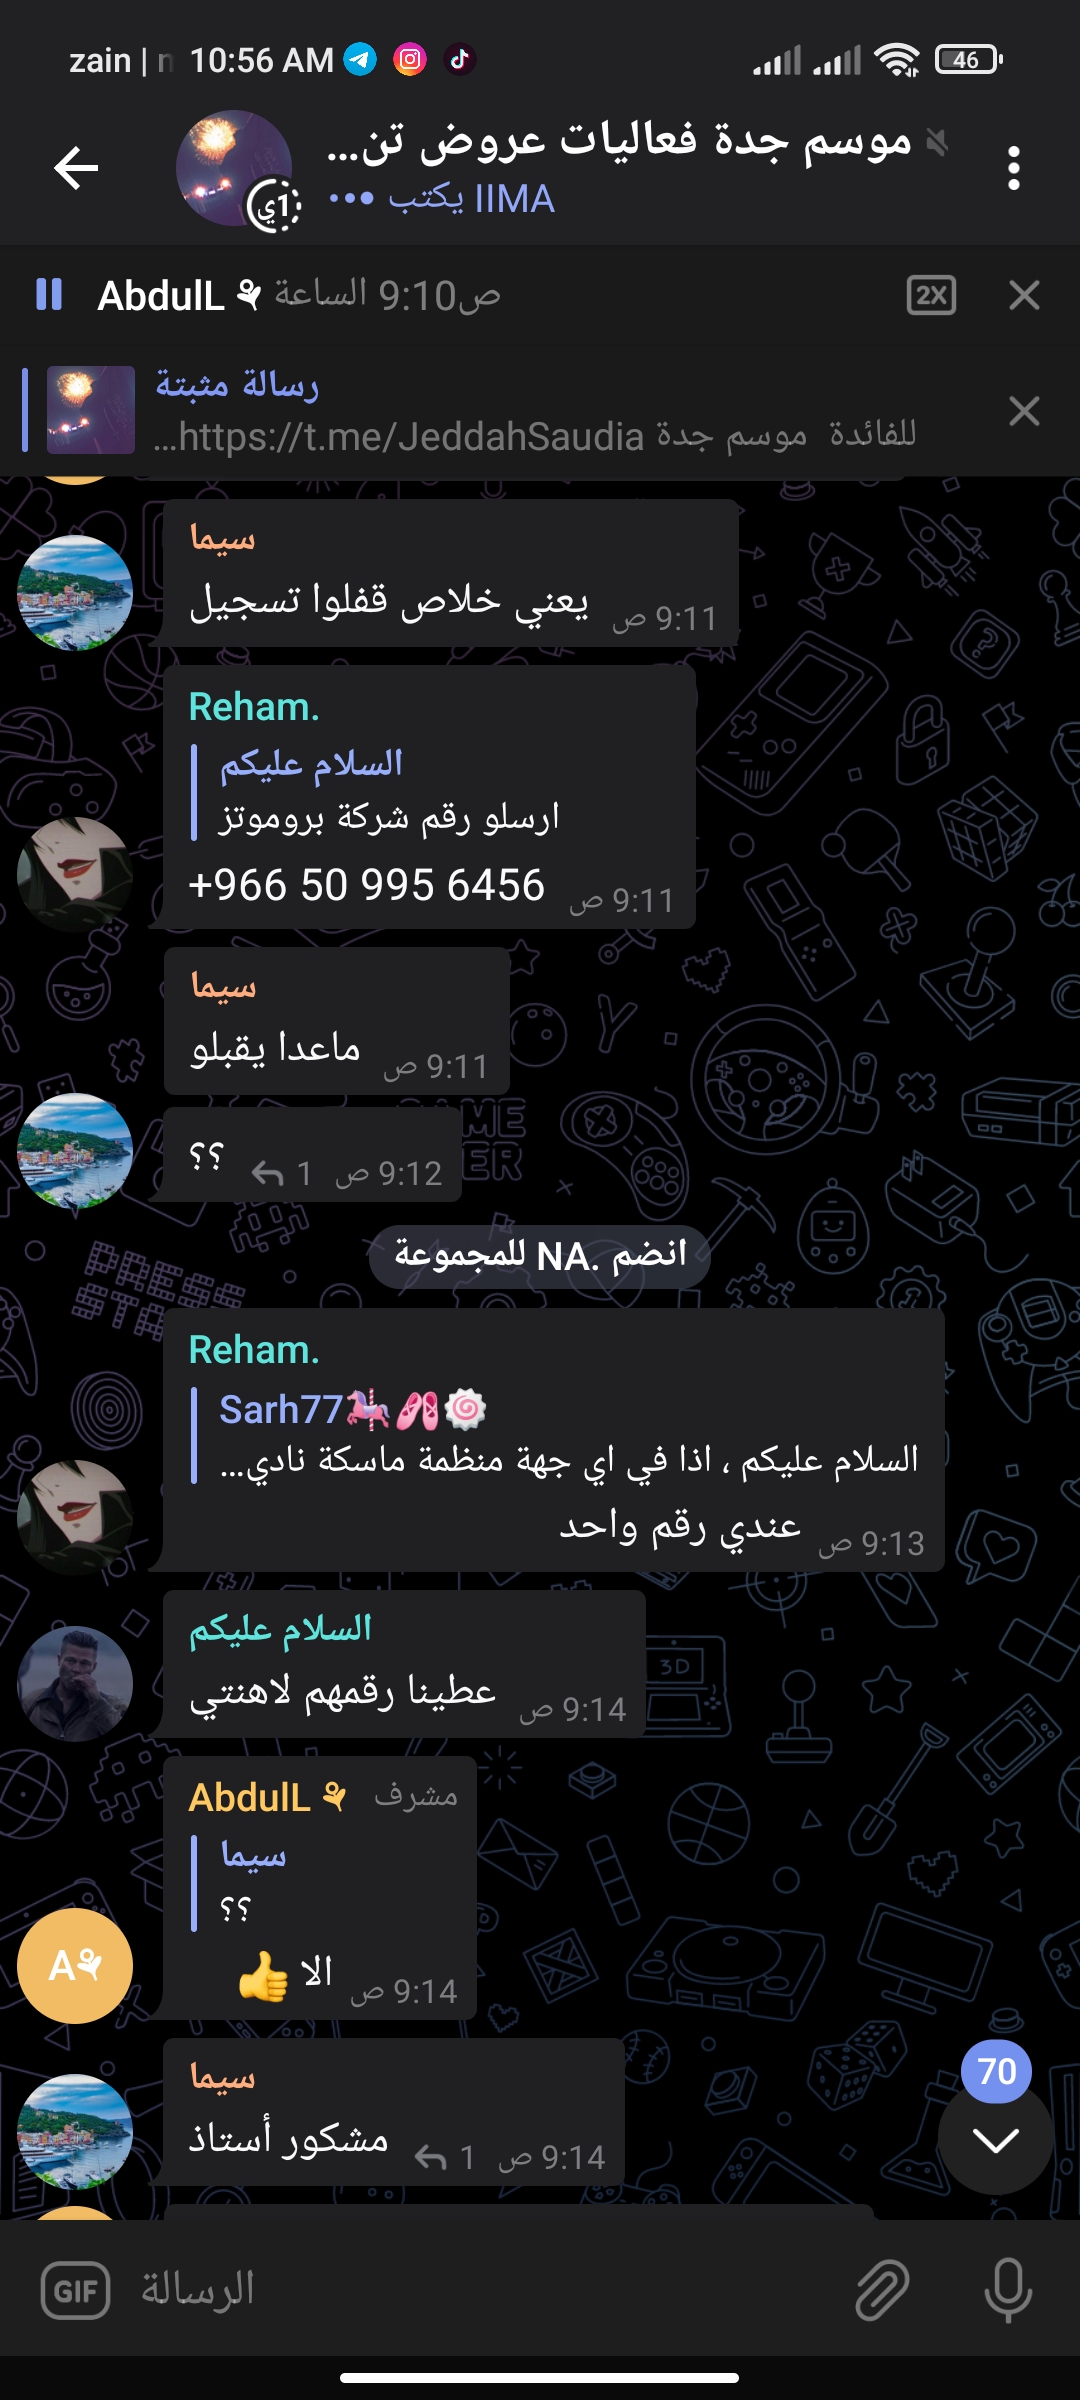 zain | 10:56 AM
46
موسم جدة فعاليات عروض تن...
1ي
IIMA يكتب
AbdulL الساعة 9:10ص
2X
رسالة مثبتة
للفائدة موسم جدة https://t.me/JeddahSaudia...
سيما
يعني خلاص قفلوا تسجيل
9:11 ص
Reham.
السلام عليكم
ارسلو رقم شركة بروموتز
+966 50 995 6456
9:11 ص
سيما
ماعدا يقبلو
9:11 ص
؟؟
1 9:12 ص
انضم NA. للمجموعة
Reham.
Sarh77🎠🩰🍥
السلام عليكم ، اذا في اي جهة منظمة ماسكة نادي...
عندي رقم واحد
9:13 ص
السلام عليكم
عطينا رقمهم لاهنتي
9:14 ص
AbdulL مشرف
سيما
؟؟
الا 👍
9:14 ص
A
سيما
مشكور أستاذ
1 9:14 ص
70
GIF الرسالة